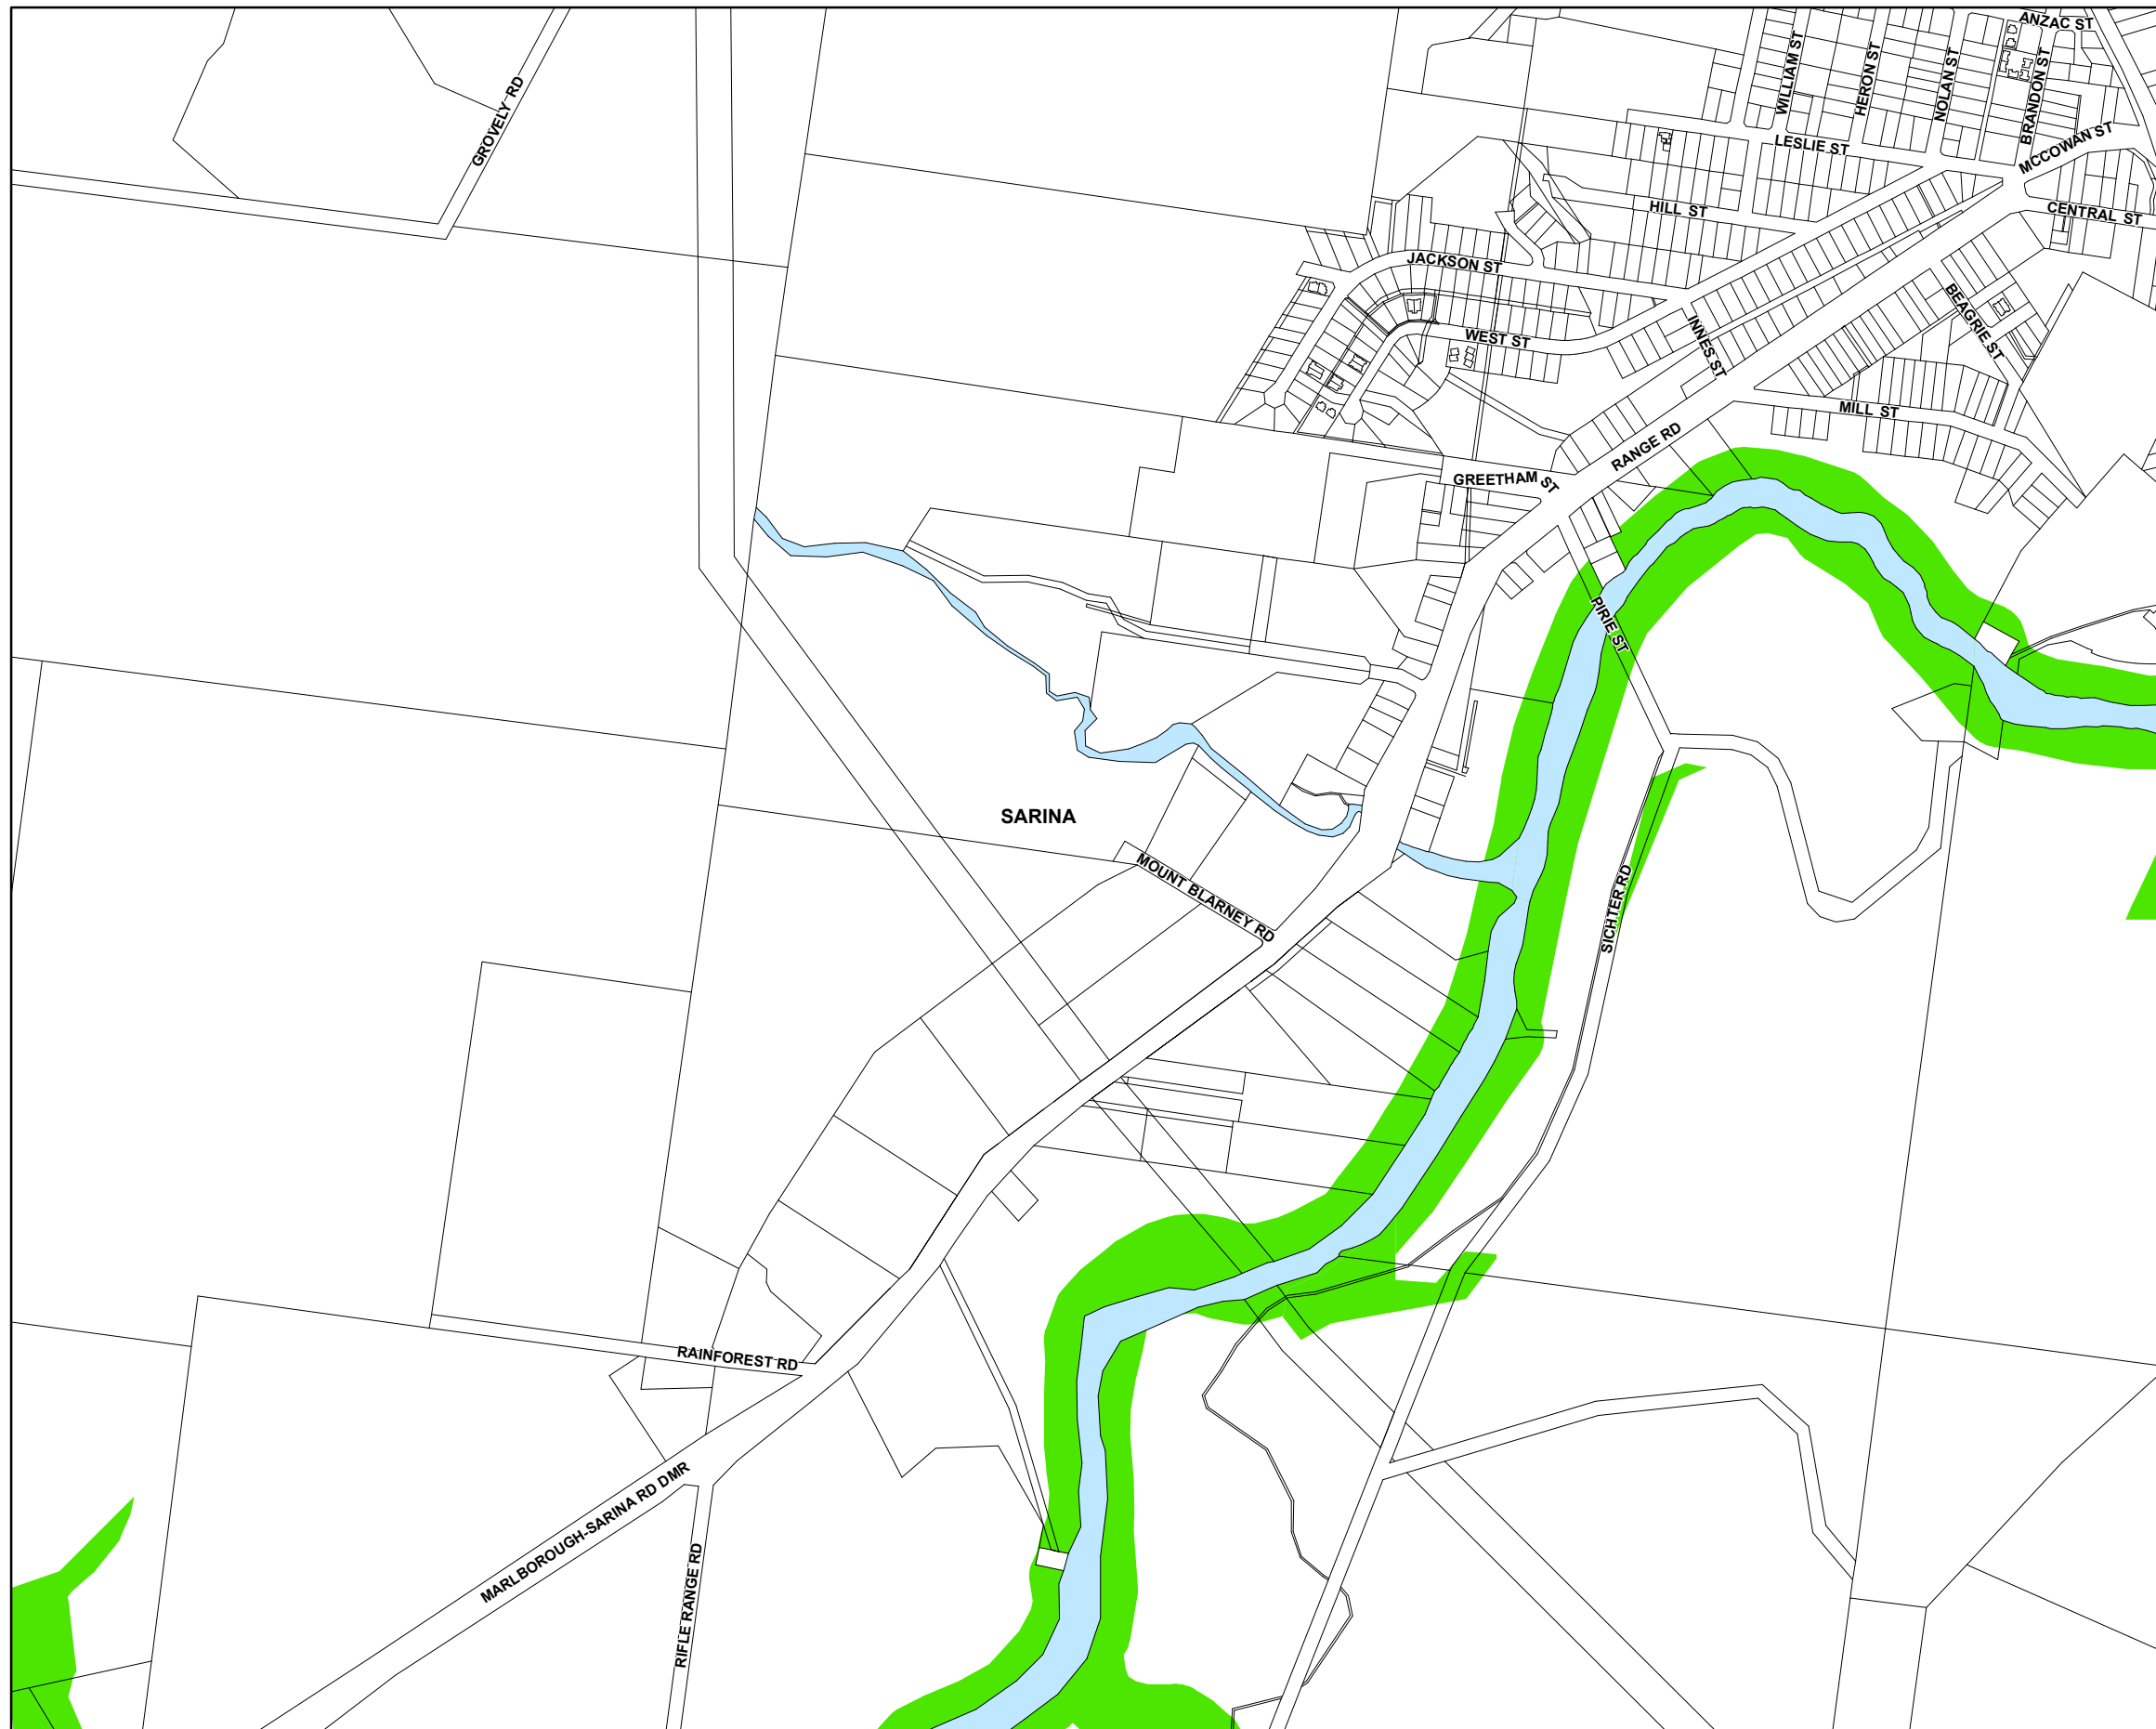 ANZAC ST
WILLIAM ST
HERON ST
NOLAN ST
BRANDON ST
GROVELY RD
LESLIE ST
MCCOWAN ST
HILL ST
CENTRAL ST
JACKSON ST
BEAGRIE ST
WEST ST
INNES ST
MILL ST
RANGE RD
GREETHAM ST
PIRIE ST
SARINA
MOUNT BLARNEY RD
SICHTER RD
RAINFOREST RD
MARLBOROUGH-SARINA RD DMR
RIFLE RANGE RD